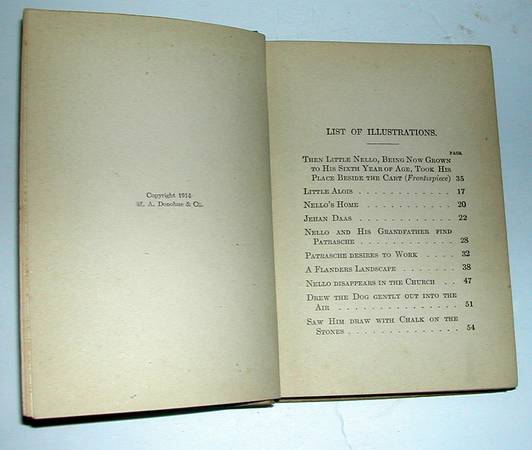 Copyright 1914
M. A. Donohue & Co.
LIST OF ILLUSTRATIONS.
PAGE
THEN LITTLE NELLO, BEING NOW GROWN
TO HIS SIXTH YEAR OF AGE, TOOK HIS
PLACE BESIDE THE CART (Frontispiece) 35
LITTLE ALOIS . . . . . . . . . . 17
NELLO'S HOME . . . . . . . . . . 20
JEHAN DAAS . . . . . . . . . . 22
NELLO AND HIS GRANDFATHER FIND
PATRASCHE . . . . . . . . . . 28
PATRASCHE DESIRES TO WORK . . . . 32
A FLANDERS LANDSCAPE . . . . . . 38
NELLO DISAPPEARS IN THE CHURCH . . 47
DREW THE DOG GENTLY OUT INTO THE
AIR . . . . . . . . . . . . 51
SAW HIM DRAW WITH CHALK ON THE
STONES . . . . . . . . . . . 54